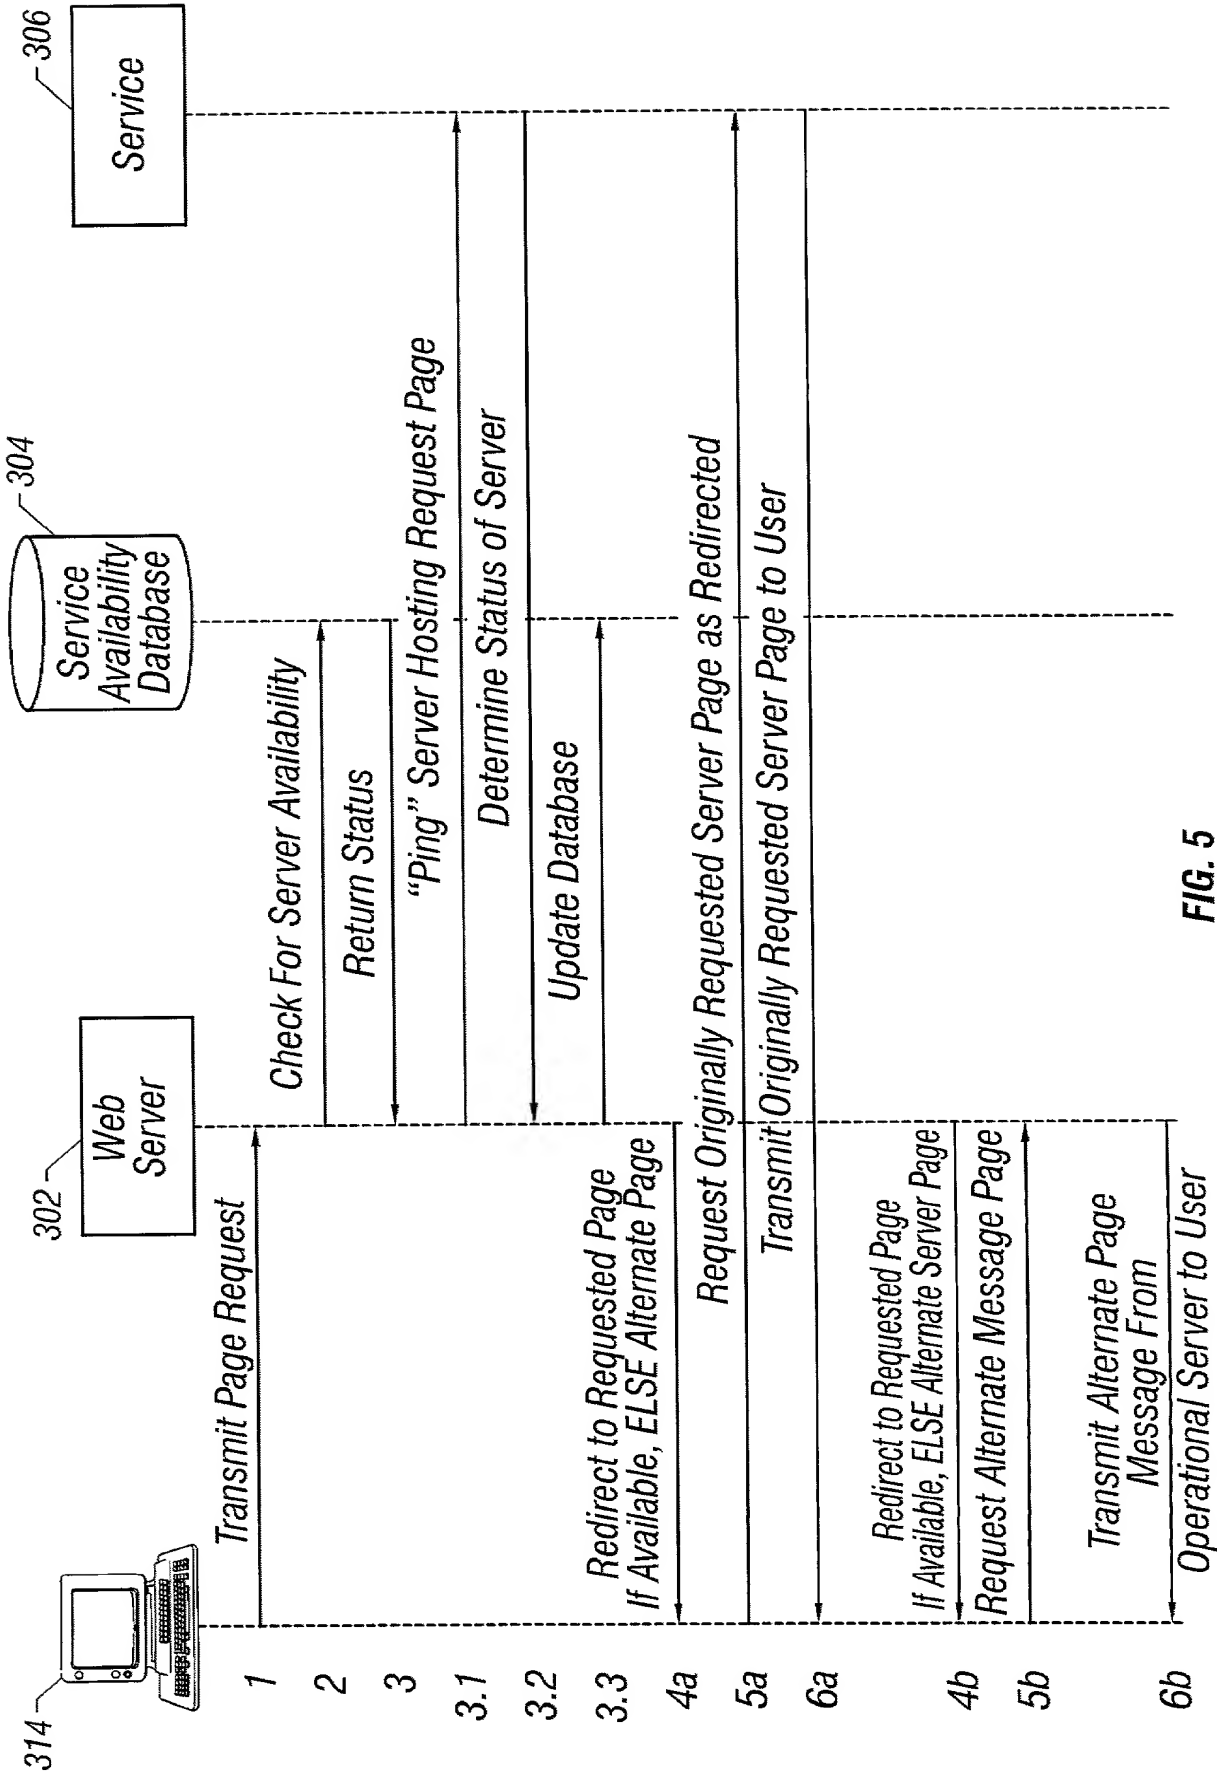 314
302
304
306
Web
Server
Service
Availability
Database
Service
1
Transmit Page Request
2
Check For Server Availability
3
Return Status
3.1
“Ping” Server Hosting Request Page
3.2
Determine Status of Server
3.3
Update Database
4a
Redirect to Requested Page
If Available, ELSE Alternate Page
5a
Request Originally Requested Server Page as Redirected
6a
Transmit Originally Requested Server Page to User
4b
Redirect to Requested Page
If Available, ELSE Alternate Server Page
5b
Request Alternate Message Page
6b
Transmit Alternate Page
Message From
Operational Server to User
FIG. 5